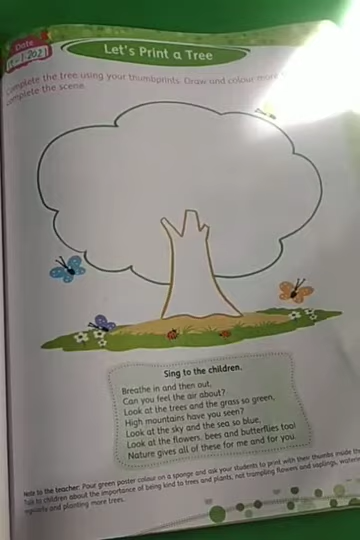 Date
Let's Print a Tree
Complete the tree using your thumbprints. Draw and colour more
complete the scene.
Sing to the children.
Breathe in and then out,
Can you feel the air about?
Look at the trees and the grass so green,
High mountains have you seen?
Look at the sky and the sea so blue,
Look at the flowers, bees and butterflies too!
Nature gives all of these for me and for you.
Note to the teacher: Pour green poster colour on a sponge and ask your students to print with their thumbs inside the
Talk to children about the importance of being kind to trees and plants, not trampling flowers and saplings, watering
regularly and planting more trees.